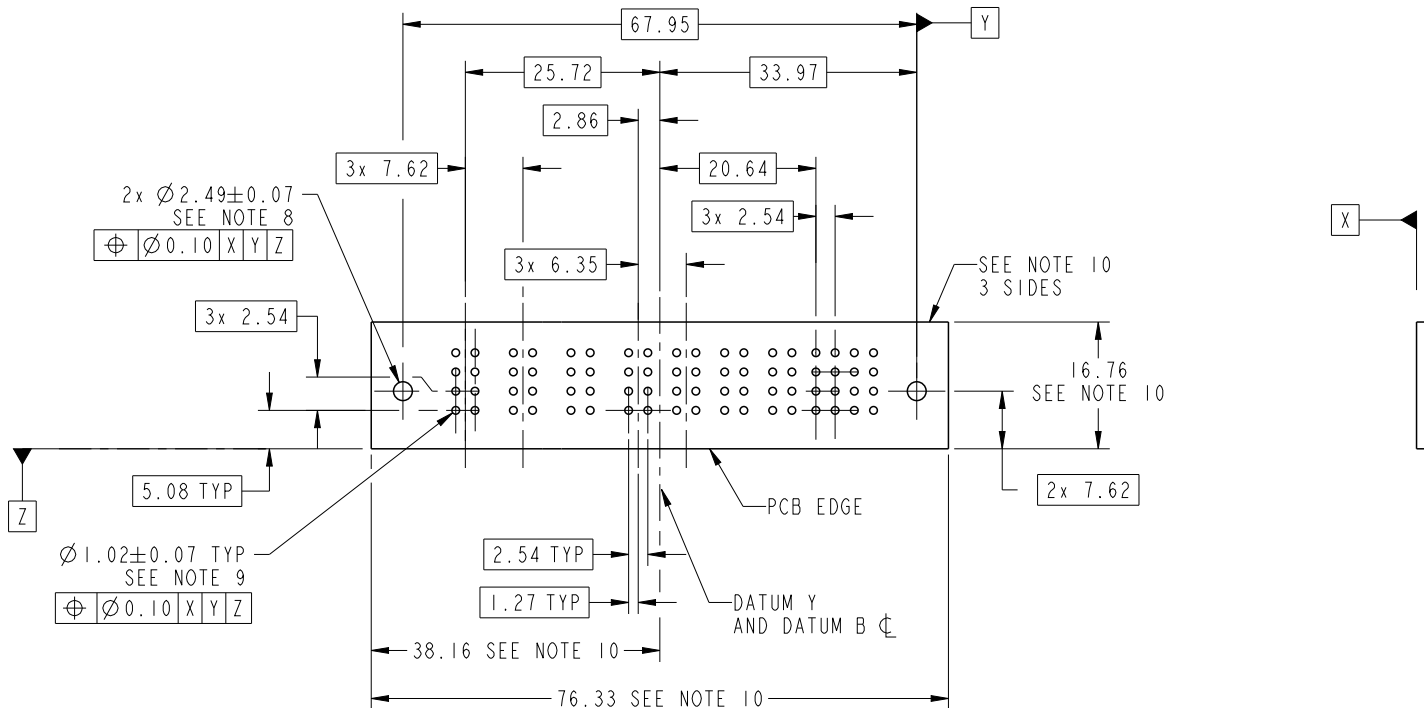 67.95
Y
25.72
33.97
2.86
3x 7.62
20.64
2x Ø2.49±0.07
SEE NOTE 8
⌖ Ø0.10 X Y Z
3x 2.54
X
3x 6.35
SEE NOTE 10
3 SIDES
3x 2.54
16.76
SEE NOTE 10
5.08 TYP
2x 7.62
Z
PCB EDGE
Ø1.02±0.07 TYP
SEE NOTE 9
⌖ Ø0.10 X Y Z
2.54 TYP
1.27 TYP
DATUM Y
AND DATUM B ℄
38.16 SEE NOTE 10
76.33 SEE NOTE 10